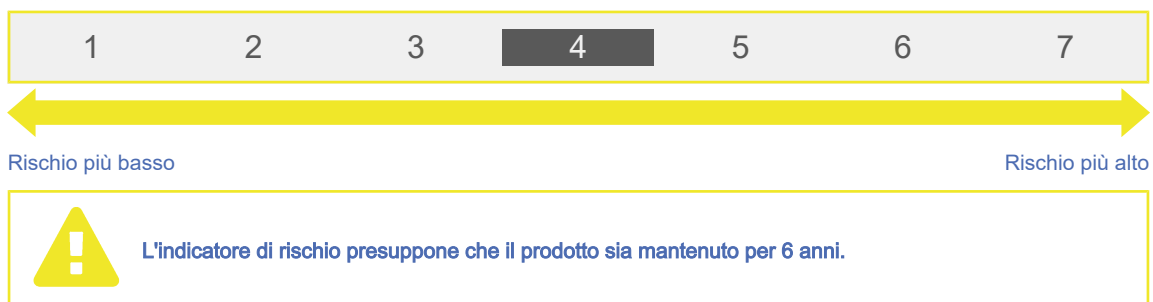 1 2 3 4 5 6 7
Rischio più basso Rischio più alto
L'indicatore di rischio presuppone che il prodotto sia mantenuto per 6 anni.